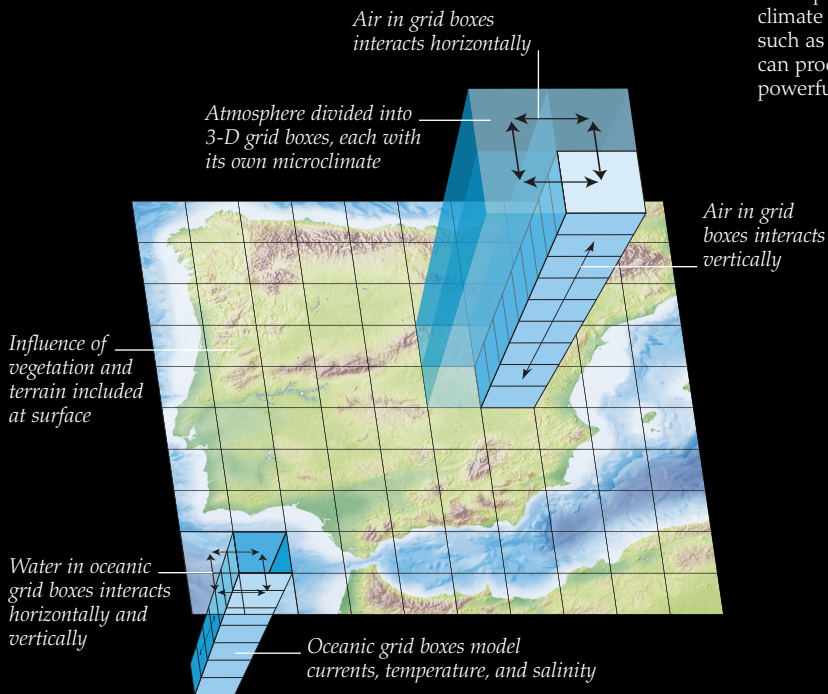 Air in grid boxes
interacts horizontally
climate
such as
can proc
powerfu
Atmosphere divided into
3-D grid boxes, each with
its own microclimate
Air in grid
boxes interacts
vertically
Influence of
vegetation and
terrain included
at surface
Water in oceanic
grid boxes interacts
horizontally and
vertically
Oceanic grid boxes model
currents, temperature, and salinity